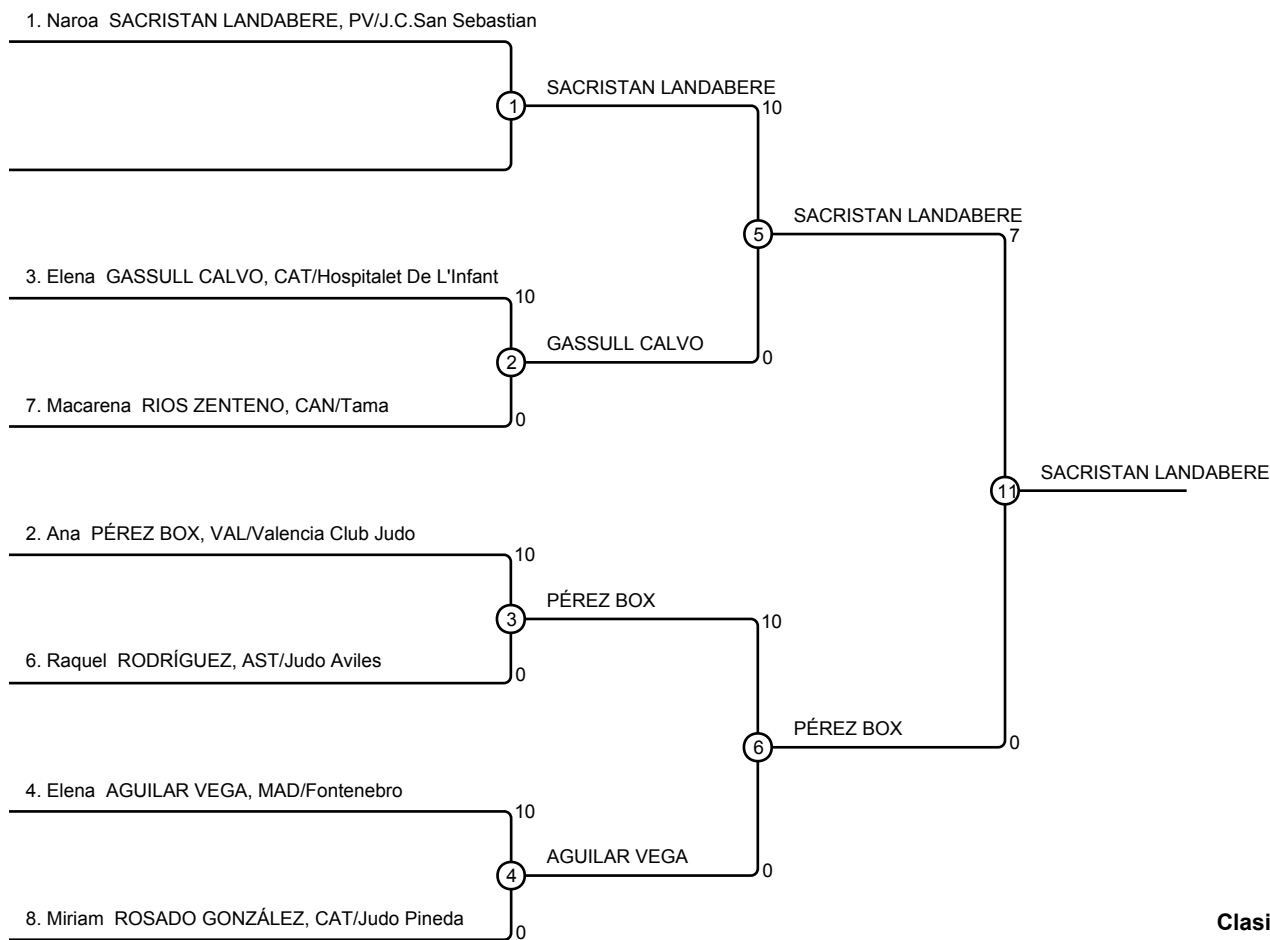 1. Naroa  SACRISTAN LANDABERE, PV/J.C.San Sebastian
SACRISTAN LANDABERE
1
10
SACRISTAN LANDABERE
5
7
3. Elena  GASSULL CALVO, CAT/Hospitalet De L'Infant
10
GASSULL CALVO
2
0
7. Macarena  RIOS ZENTENO, CAN/Tama
0
SACRISTAN LANDABERE
11
2. Ana  PÉREZ BOX, VAL/Valencia Club Judo
10
PÉREZ BOX
3
10
6. Raquel  RODRÍGUEZ, AST/Judo Aviles
0
PÉREZ BOX
6
0
4. Elena  AGUILAR VEGA, MAD/Fontenebro
10
AGUILAR VEGA
4
0
8. Miriam  ROSADO GONZÁLEZ, CAT/Judo Pineda
0
Clasi